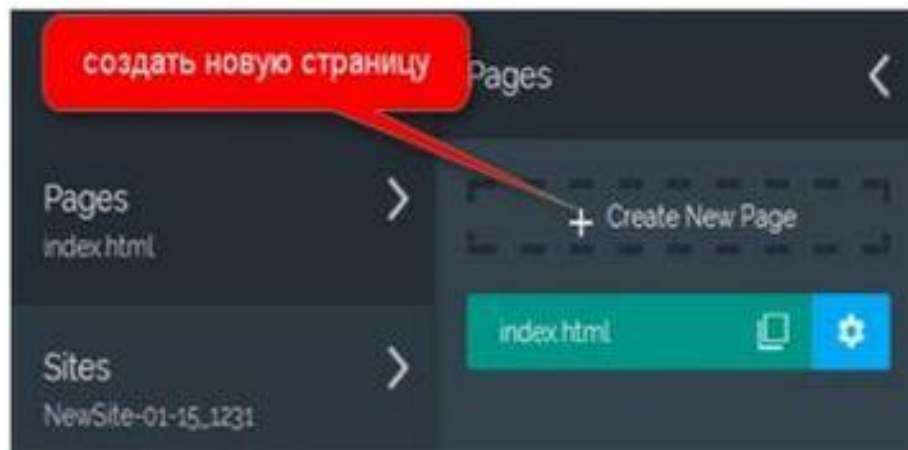 создать новую страницу
Pages
Pages
index.html
Create New Page
index.html
Sites
NewSite-01-15_1231